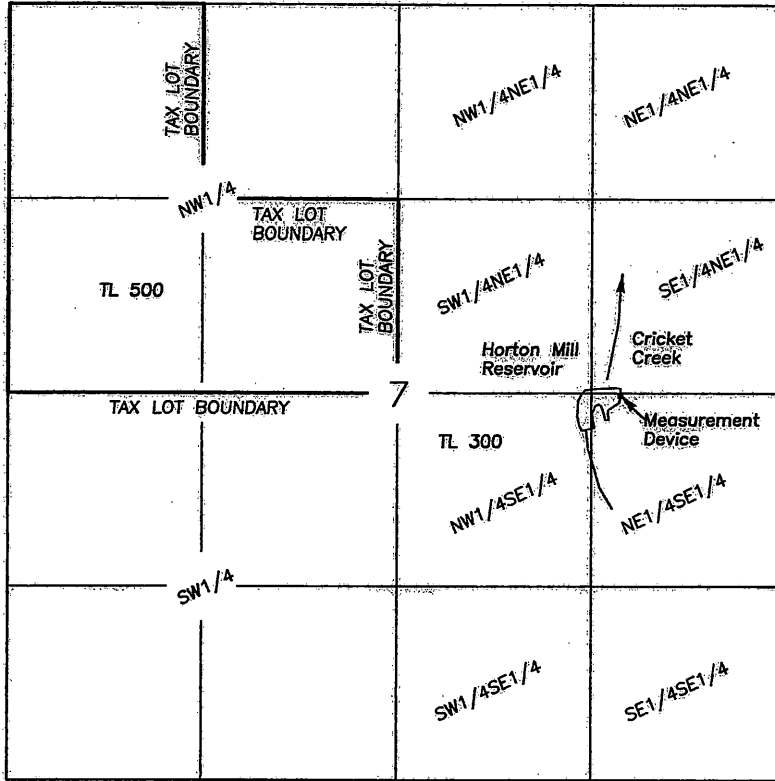 TAX LOT
BOUNDARY
NW1/4NE1/4
NE1/4NE1/4
NW1/4
TAX LOT
BOUNDARY
TAX LOT
BOUNDARY
TL 500
SW1/4NE1/4
SE1/4NE1/4
Horton Mill
Reservoir
Cricket
Creek
TAX LOT BOUNDARY
7
TL 300
Measurement
Device
NW1/4SE1/4
NE1/4SE1/4
SW1/4
SW1/4SE1/4
SE1/4SE1/4